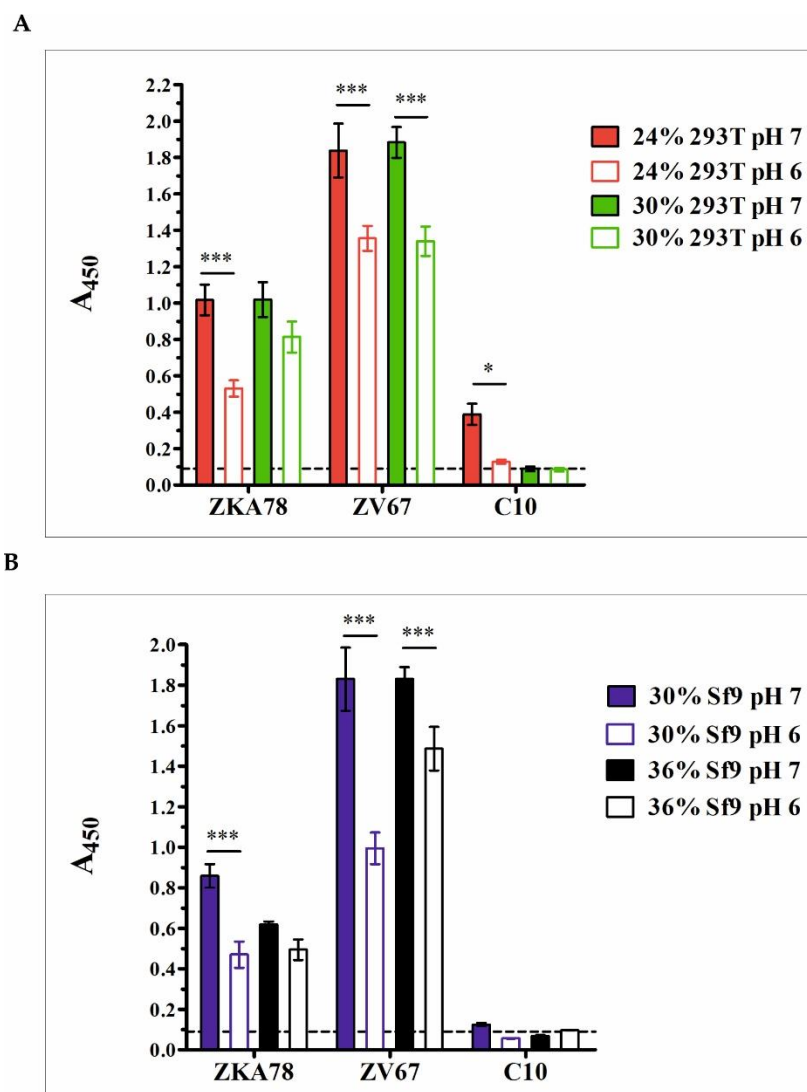 A
A450
2.2
2.0
1.8
1.6
1.4
1.2
1.0
0.8
0.6
0.4
0.2
0.0
***
***
***
*
ZKA78 ZV67 C10
24% 293T pH 7
24% 293T pH 6
30% 293T pH 7
30% 293T pH 6
B
A450
2.0
1.8
1.6
1.4
1.2
1.0
0.8
0.6
0.4
0.2
0.0
***
***
***
ZKA78 ZV67 C10
30% Sf9 pH 7
30% Sf9 pH 6
36% Sf9 pH 7
36% Sf9 pH 6